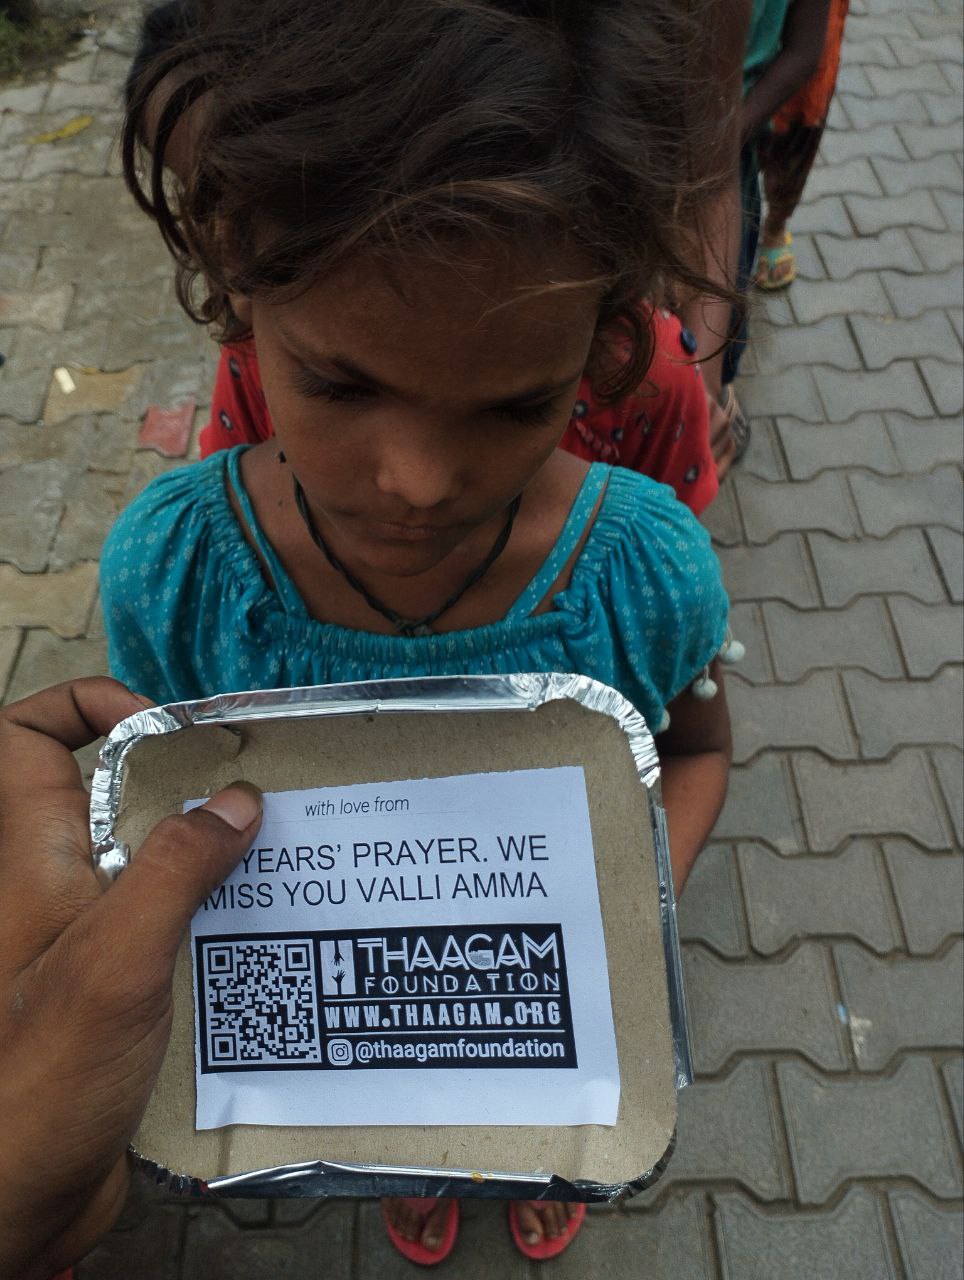 with love from
YEARS' PRAYER. WE
MISS YOU VALLI AMMA
THAAGAM
FOUNDATION
WWW.THAAGAM.ORG
@thaagamfoundation